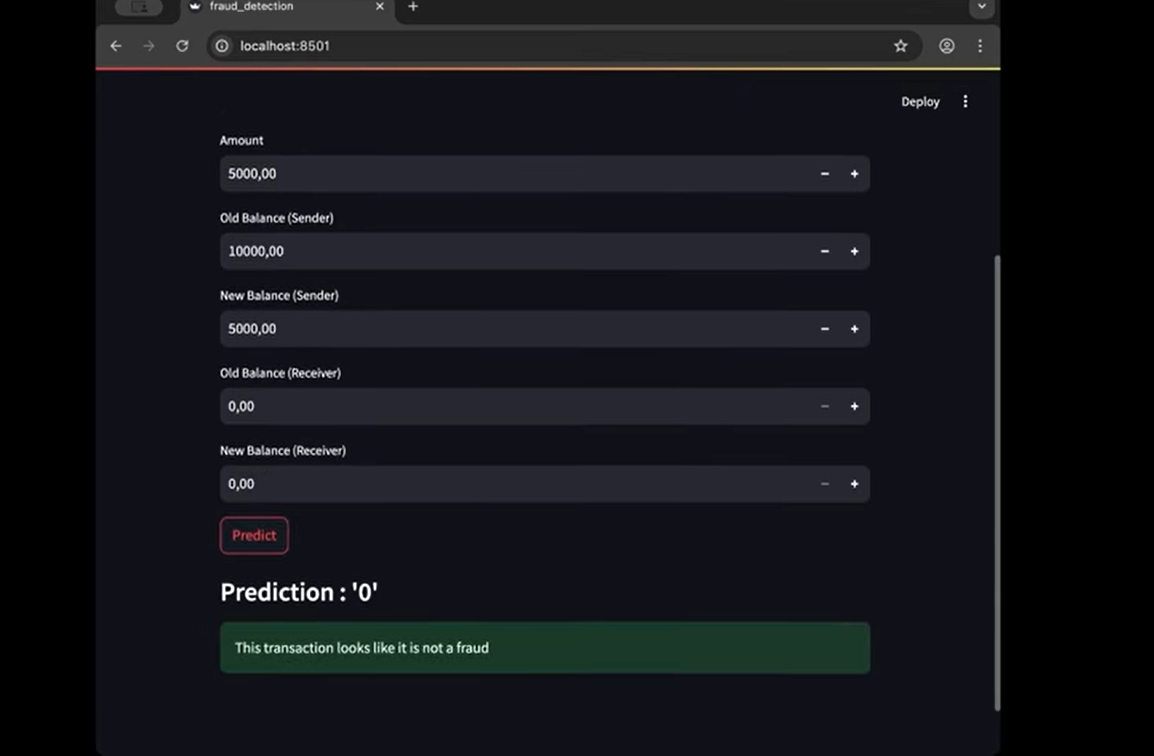 fraud_detection
localhost:8501
Deploy
Amount
5000,00
Old Balance (Sender)
10000,00
New Balance (Sender)
5000,00
Old Balance (Receiver)
0,00
New Balance (Receiver)
0,00
Predict
Prediction : '0'
This transaction looks like it is not a fraud